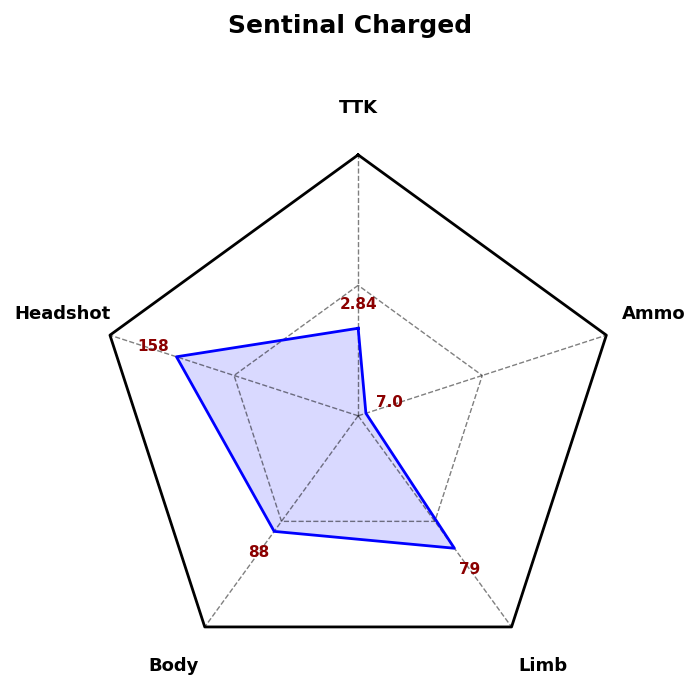 Sentinal Charged
TTK
2.84
Headshot
Ammo
158
7.0
88
79
Body
Limb